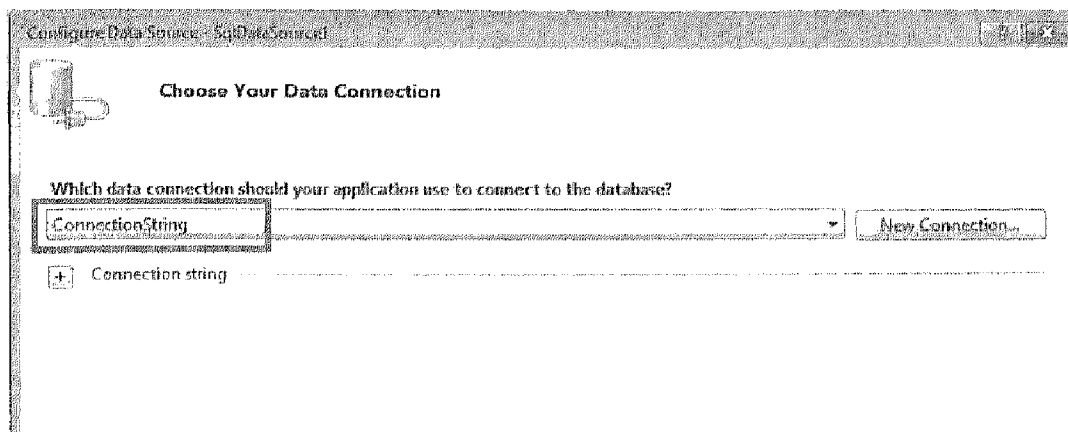 Configure Data Source - SqlDataSource1
Choose Your Data Connection
Which data connection should your application use to connect to the database?
ConnectionString
New Connection...
Connection string